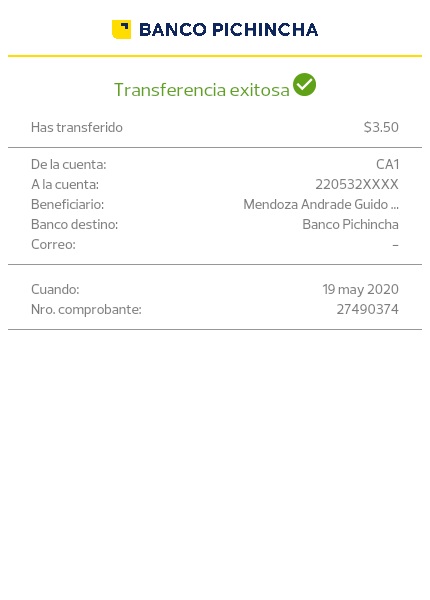 BANCO PICHINCHA
Transferencia exitosa
Has transferido $3.50
De la cuenta: CA1
A la cuenta: 220532XXXX
Beneficiario: Mendoza Andrade Guido ...
Banco destino: Banco Pichincha
Correo: –
Cuando: 19 may 2020
Nro. comprobante: 27490374